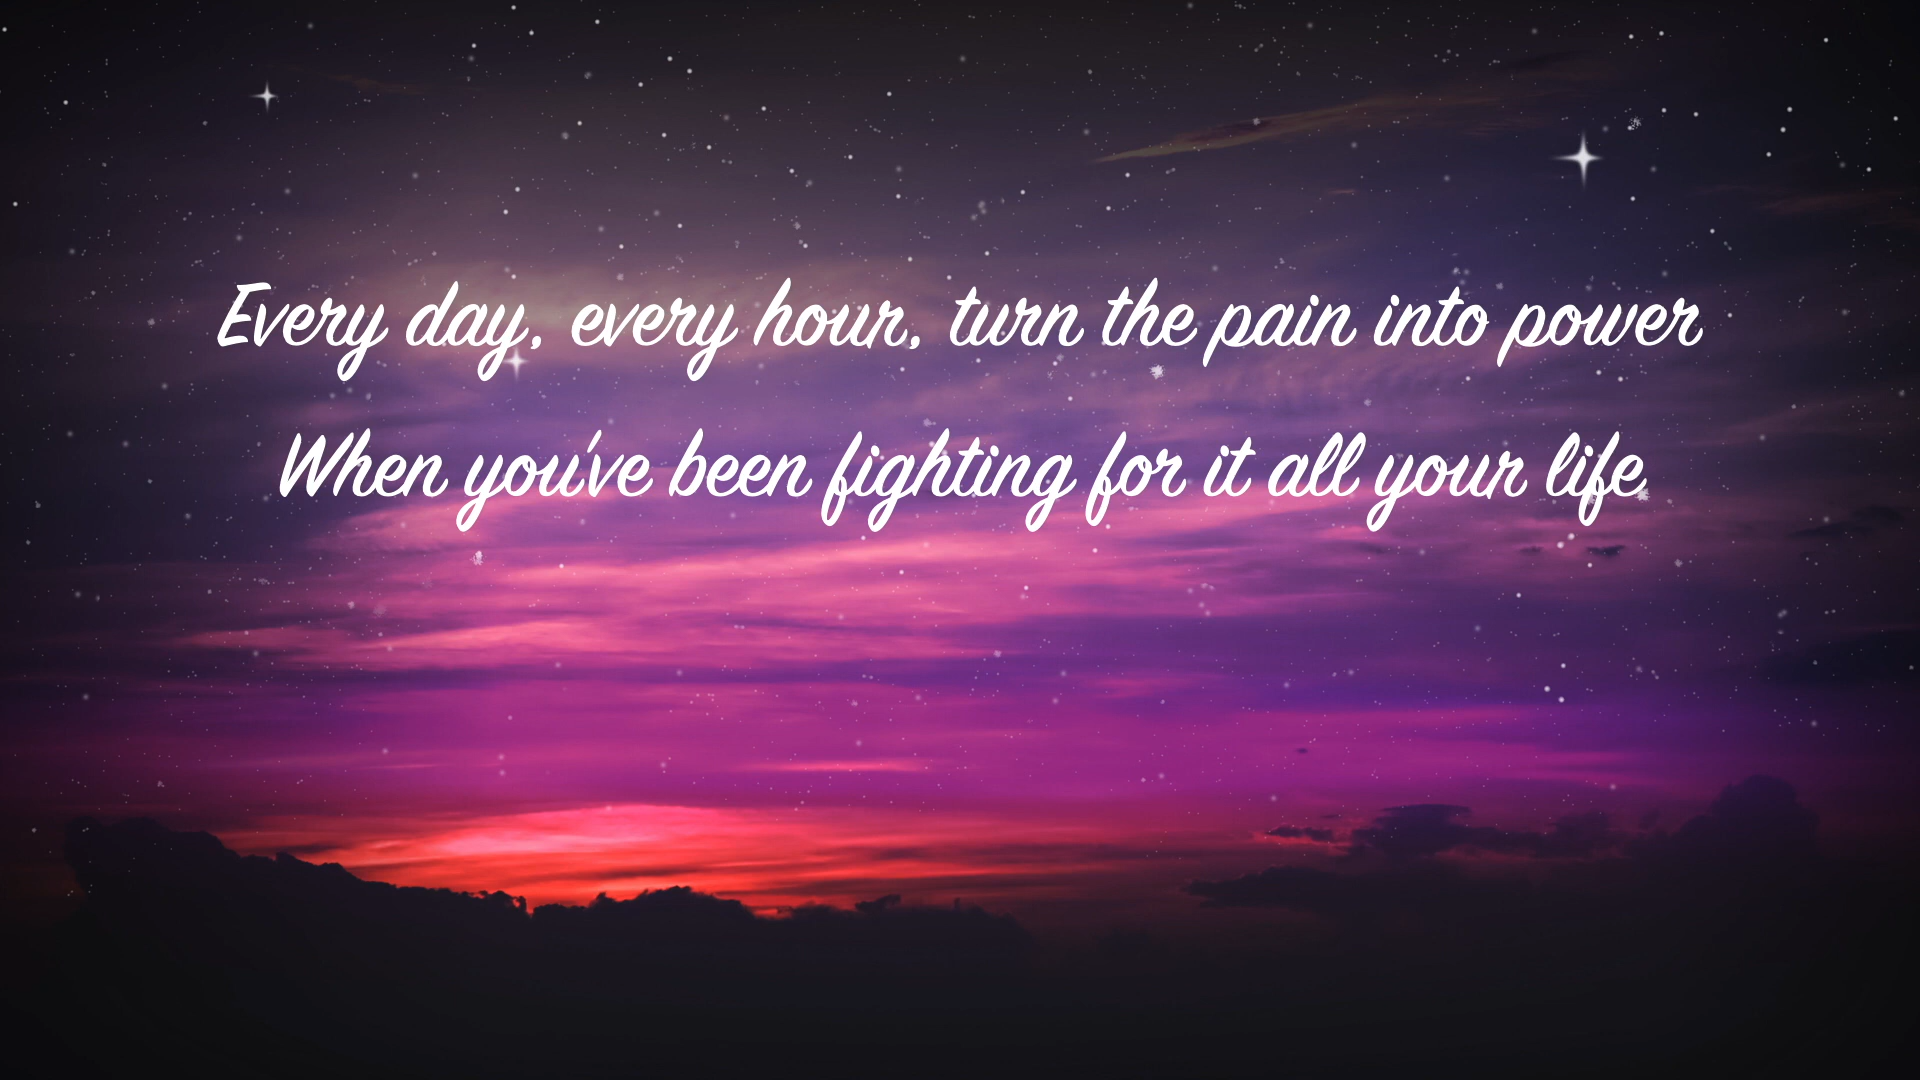 Every day, every hour, turn the pain into power
When you've been fighting for it all your life